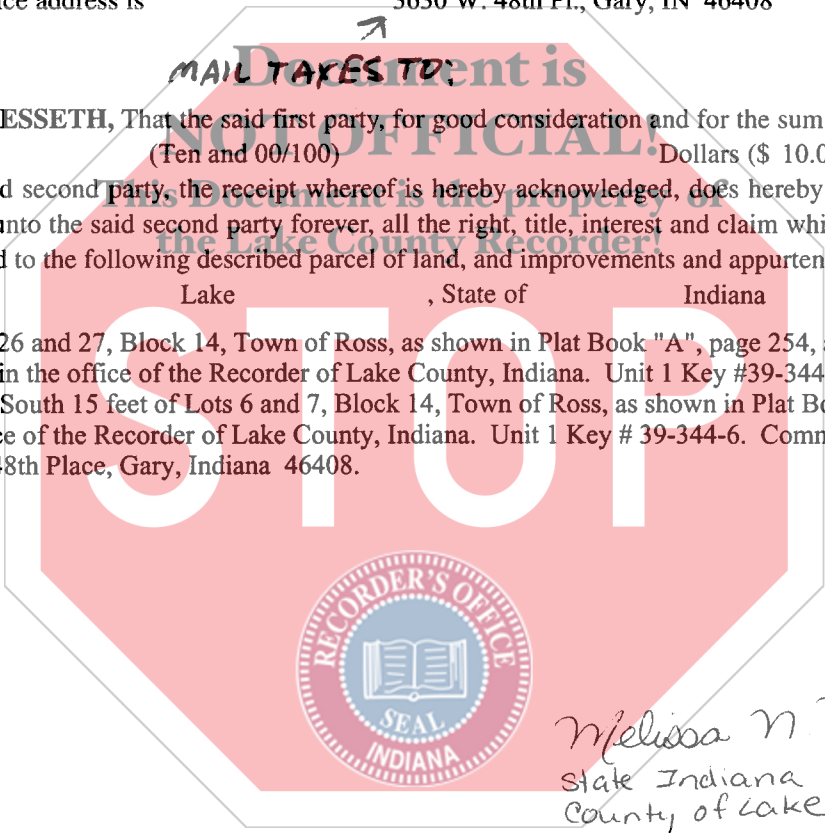 ce address is 3630 W. 48th Pl., Gary, IN 46408
MAIL TAXES TO:
Document is
ESSETH, That the said first party, for good consideration and for the sum
NOT OFFICIAL!
(Ten and 00/100) Dollars ($ 10.0
d second party, the receipt whereof is hereby acknowledged, does hereby
This Document is the property of
unto the said second party forever, all the right, title, interest and claim whi
the Lake County Recorder!
d to the following described parcel of land, and improvements and appurten
Lake , State of Indiana
STOP
26 and 27, Block 14, Town of Ross, as shown in Plat Book "A", page 254,
in the office of the Recorder of Lake County, Indiana. Unit 1 Key #39-344
South 15 feet of Lots 6 and 7, Block 14, Town of Ross, as shown in Plat Bo
ce of the Recorder of Lake County, Indiana. Unit 1 Key # 39-344-6. Comm
8th Place, Gary, Indiana 46408.
RECORDER'S OFFICE
SEAL
INDIANA
Melissa N
State Indiana
County of Lake